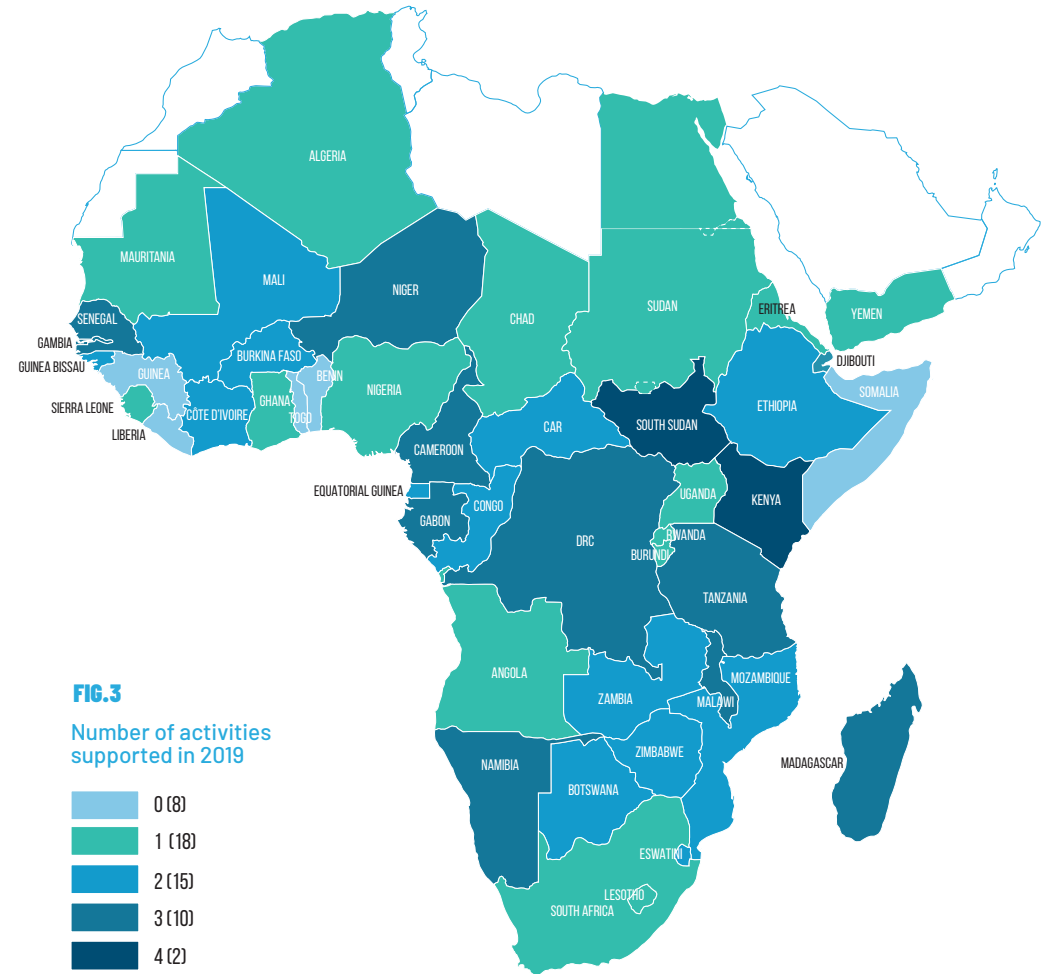 ALGERIA
MAURITANIA
MALI
NIGER
CHAD
SUDAN
ERITREA
YEMEN
SENEGAL
GAMBIA
GUINEA BISSAU
GUINEA
BURKINA FASO
BENIN
NIGERIA
DJIBOUTI
SOMALIA
SIERRA LEONE
CÔTE D'IVOIRE
GHANA
TOGO
LIBERIA
CAR
SOUTH SUDAN
ETHIOPIA
CAMEROON
EQUATORIAL GUINEA
GABON
CONGO
UGANDA
KENYA
DRC
RWANDA
BURUNDI
TANZANIA
ANGOLA
ZAMBIA
MALAWI
MOZAMBIQUE
NAMIBIA
ZIMBABWE
BOTSWANA
MADAGASCAR
ESWATINI
LESOTHO
SOUTH AFRICA
FIG.3
Number of activities
supported in 2019
0 (8)
1 (18)
2 (15)
3 (10)
4 (2)